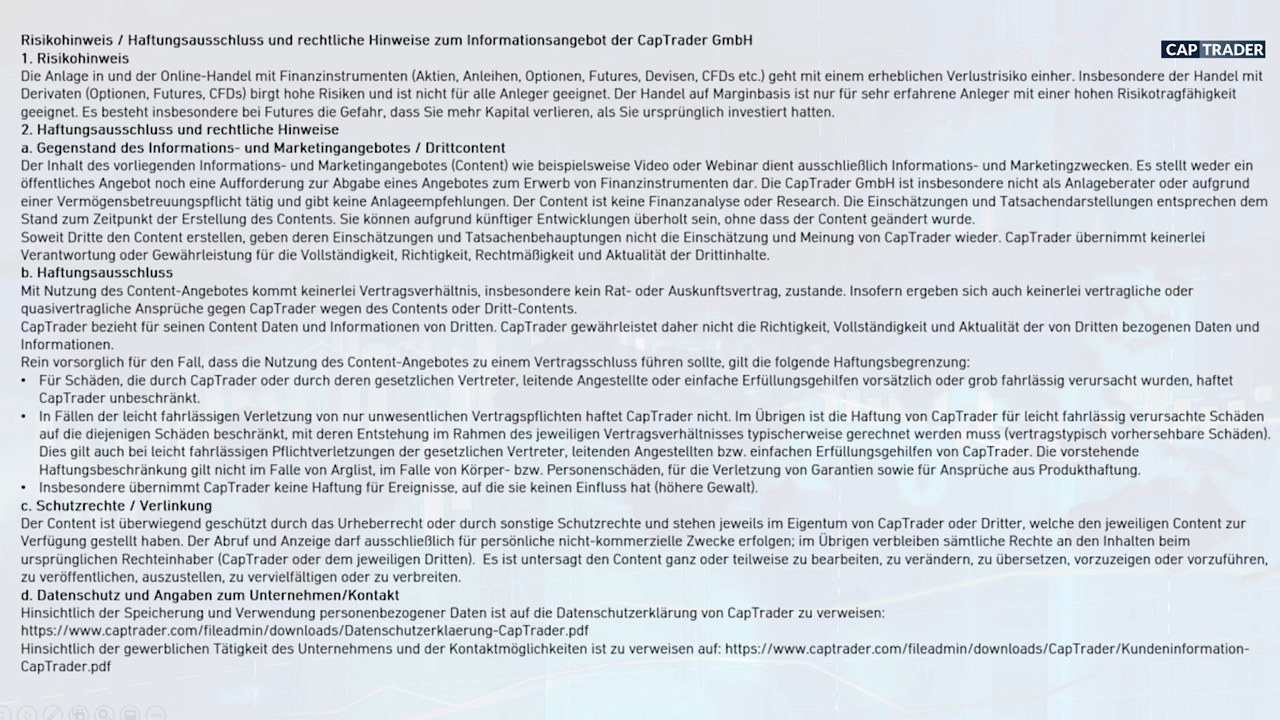 Risikohinweis / Haftungsausschluss und rechtliche Hinweise zum Informationsangebot der CapTrader GmbH
CAP TRADER
1. Risikohinweis
Die Anlage in und der Online-Handel mit Finanzinstrumenten (Aktien, Anleihen, Optionen, Futures, Devisen, CFDs etc.) geht mit einem erheblichen Verlustrisiko einher. Insbesondere der Handel mit
Derivaten (Optionen, Futures, CFDs) birgt hohe Risiken und ist nicht für alle Anleger geeignet. Der Handel auf Marginbasis ist nur für sehr erfahrene Anleger mit einer hohen Risikotragfähigkeit
geeignet. Es besteht insbesondere bei Futures die Gefahr, dass Sie mehr Kapital verlieren, als Sie ursprünglich investiert hatten.
2. Haftungsausschluss und rechtliche Hinweise
a. Gegenstand des Informations- und Marketingangebotes / Drittcontent
Der Inhalt des vorliegenden Informations- und Marketingangebotes (Content) wie beispielsweise Video oder Webinar dient ausschließlich Informations- und Marketingzwecken. Es stellt weder ein
öffentliches Angebot noch eine Aufforderung zur Abgabe eines Angebotes zum Erwerb von Finanzinstrumenten dar. Die CapTrader GmbH ist insbesondere nicht als Anlageberater oder aufgrund
einer Vermögensbetreuungspflicht tätig und gibt keine Anlageempfehlungen. Der Content ist keine Finanzanalyse oder Research. Die Einschätzungen und Tatsachendarstellungen entsprechen dem
Stand zum Zeitpunkt der Erstellung des Contents. Sie können aufgrund künftiger Entwicklungen überholt sein, ohne dass der Content geändert wurde.
Soweit Dritte den Content erstellen, geben deren Einschätzungen und Tatsachenbehauptungen nicht die Einschätzung und Meinung von CapTrader wieder. CapTrader übernimmt keinerlei
Verantwortung oder Gewährleistung für die Vollständigkeit, Richtigkeit, Rechtmäßigkeit und Aktualität der Drittinhalte.
b. Haftungsausschluss
Mit Nutzung des Content-Angebotes kommt keinerlei Vertragsverhältnis, insbesondere kein Rat- oder Auskunftsvertrag, zustande. Insofern ergeben sich auch keinerlei vertragliche oder
quasivertragliche Ansprüche gegen CapTrader wegen des Contents oder Dritt-Contents.
CapTrader bezieht für seinen Content Daten und Informationen von Dritten. CapTrader gewährleistet daher nicht die Richtigkeit, Vollständigkeit und Aktualität der von Dritten bezogenen Daten und
Informationen.
Rein vorsorglich für den Fall, dass die Nutzung des Content-Angebotes zu einem Vertragsschluss führen sollte, gilt die folgende Haftungsbegrenzung:
• Für Schäden, die durch CapTrader oder durch deren gesetzlichen Vertreter, leitende Angestellte oder einfache Erfüllungsgehilfen vorsätzlich oder grob fahrlässig verursacht wurden, haftet
CapTrader unbeschränkt.
• In Fällen der leicht fahrlässigen Verletzung von nur unwesentlichen Vertragspflichten haftet CapTrader nicht. Im Übrigen ist die Haftung von CapTrader für leicht fahrlässig verursachte Schäden
auf die diejenigen Schäden beschränkt, mit deren Entstehung im Rahmen des jeweiligen Vertragsverhältnisses typischerweise gerechnet werden muss (vertragstypisch vorhersehbare Schäden).
Dies gilt auch bei leicht fahrlässigen Pflichtverletzungen der gesetzlichen Vertreter, leitenden Angestellten bzw. einfachen Erfüllungsgehilfen von CapTrader. Die vorstehende
Haftungsbeschränkung gilt nicht im Falle von Arglist, im Falle von Körper- bzw. Personenschäden, für die Verletzung von Garantien sowie für Ansprüche aus Produkthaftung.
• Insbesondere übernimmt CapTrader keine Haftung für Ereignisse, auf die sie keinen Einfluss hat (höhere Gewalt).
c. Schutzrechte / Verlinkung
Der Content ist überwiegend geschützt durch das Urheberrecht oder durch sonstige Schutzrechte und stehen jeweils im Eigentum von CapTrader oder Dritter, welche den jeweiligen Content zur
Verfügung gestellt haben. Der Abruf und Anzeige darf ausschließlich für persönliche nicht-kommerzielle Zwecke erfolgen; im Übrigen verbleiben sämtliche Rechte an den Inhalten beim
ursprünglichen Rechteinhaber (CapTrader oder dem jeweiligen Dritten). Es ist untersagt den Content ganz oder teilweise zu bearbeiten, zu verändern, zu übersetzen, vorzuzeigen oder vorzuführen,
zu veröffentlichen, auszustellen, zu vervielfältigen oder zu verbreiten.
d. Datenschutz und Angaben zum Unternehmen/Kontakt
Hinsichtlich der Speicherung und Verwendung personenbezogener Daten ist auf die Datenschutzerklärung von CapTrader zu verweisen:
https://www.captrader.com/fileadmin/downloads/Datenschutzerklaerung-CapTrader.pdf
Hinsichtlich der gewerblichen Tätigkeit des Unternehmens und der Kontaktmöglichkeiten ist zu verweisen auf: https://www.captrader.com/fileadmin/downloads/CapTrader/Kundeninformation-
CapTrader.pdf